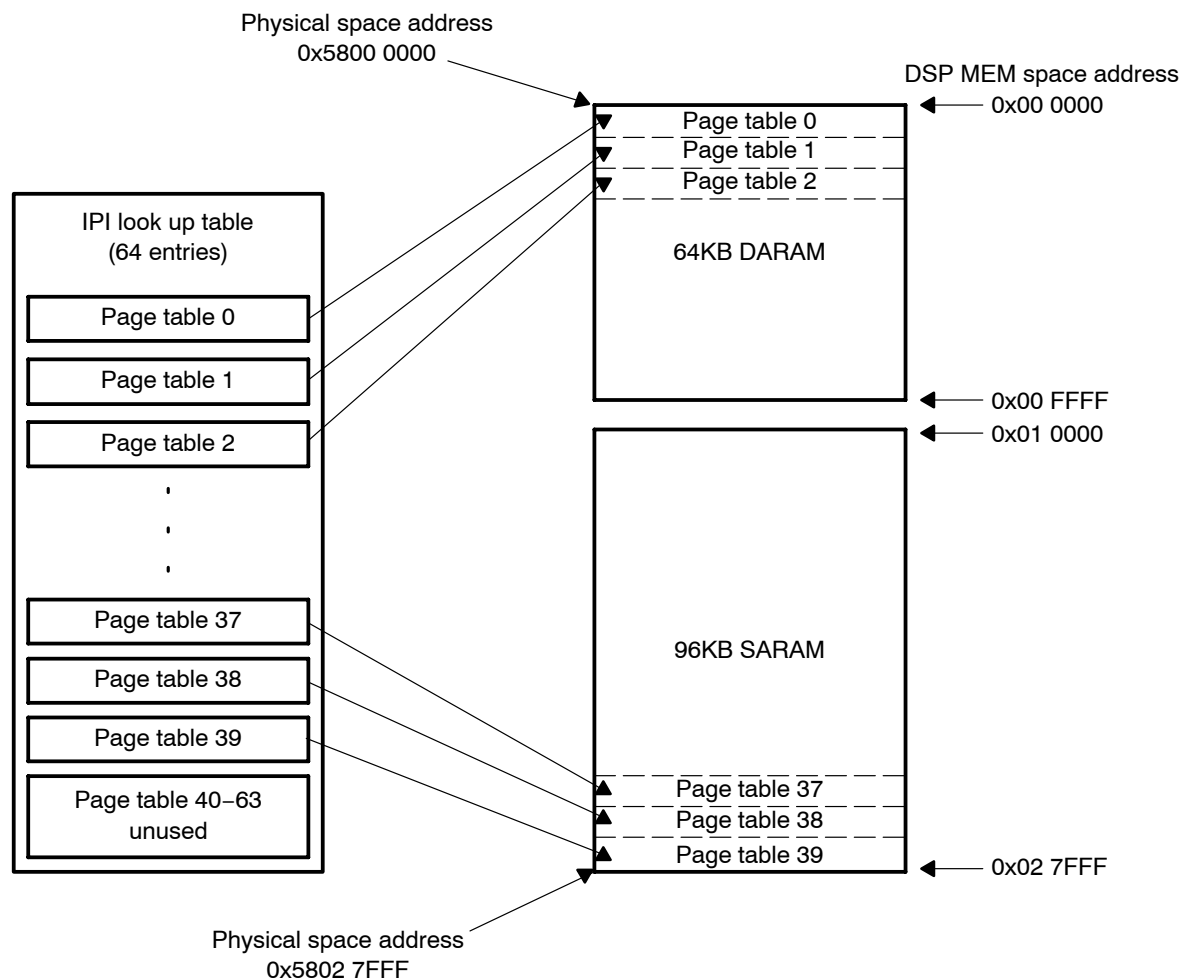 Physical space address
0x5800 0000
DSP MEM space address
0x00 0000
Page table 0
Page table 1
Page table 2
64KB DARAM
0x00 FFFF
0x01 0000
96KB SARAM
Page table 37
Page table 38
Page table 39
0x02 7FFF
IPI look up table
(64 entries)
Page table 0
Page table 1
Page table 2
.
.
.
Page table 37
Page table 38
Page table 39
Page table 40−63
unused
Physical space address
0x5802 7FFF